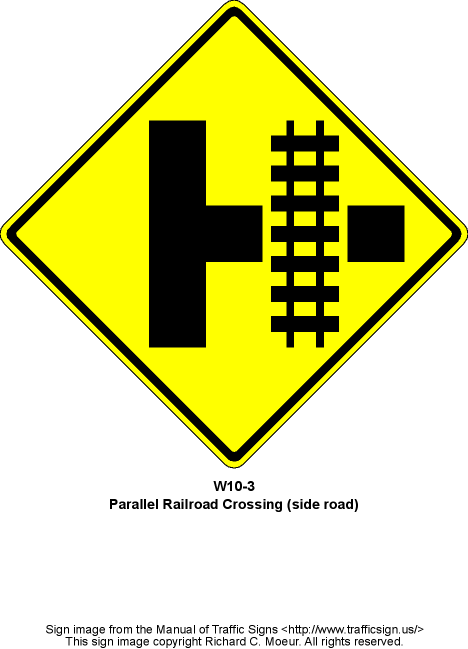 W10-3
Parallel Railroad Crossing (side road)
Sign image from the Manual of Traffic Signs <http://www.trafficsign.us/>
This sign image copyright Richard C. Moeur. All rights reserved.